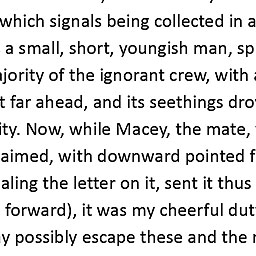 which signals being collected in a
a small, short, youngish man, sp
ajority of the ignorant crew, with a
t far ahead, and its seethings dro
ity. Now, while Macey, the mate,
aimed, with downward pointed f
aling the letter on it, sent it thus
forward), it was my cheerful dut
y possibly escape these and the r